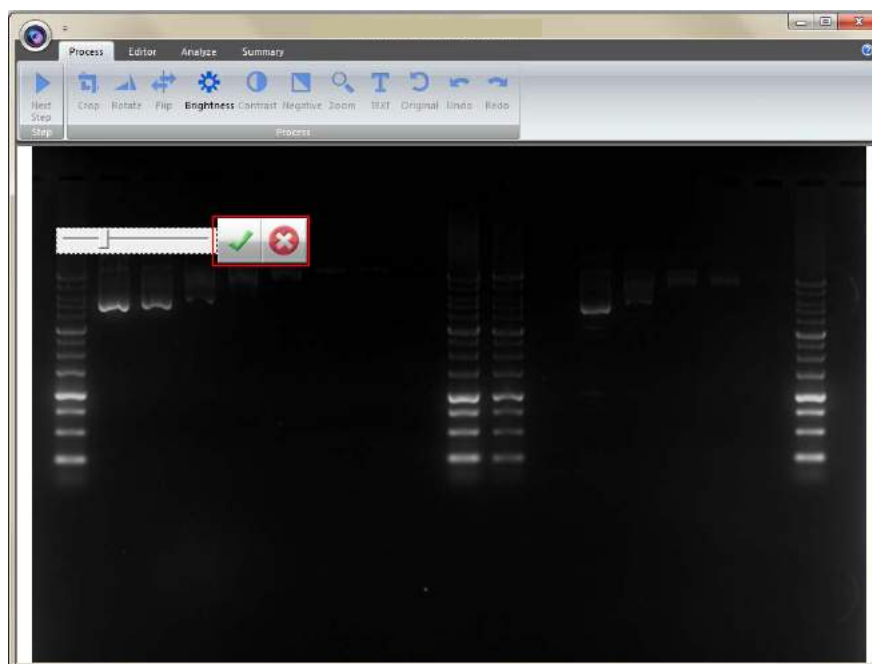 Process Editor Analyze Summary
Next Step Crop Rotate Flip Brightness Contrast Negative Zoom TEXT Original Undo Redo
Step Process